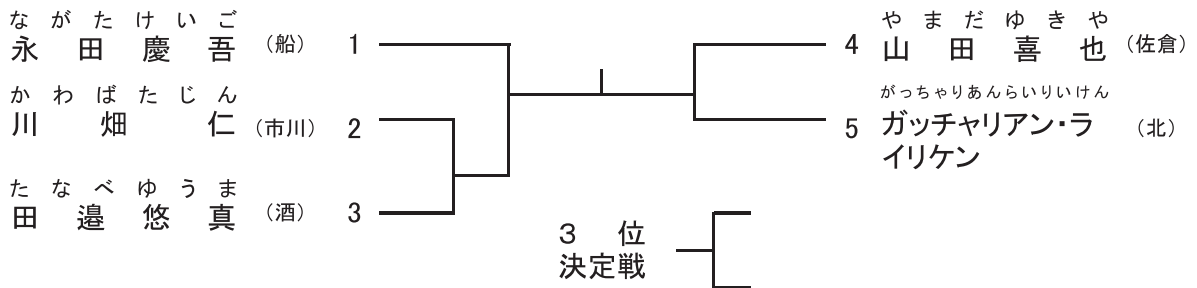 ながたけいご
永田慶吾 (船) 1
かわばたじん
川畑仁 (市川) 2
たなべゆうま
田邉悠真 (酒) 3
やまだゆきや
4 山田喜也 (佐倉)
がっちゃりあんらいりいけん
5 ガッチャリアン・ラ (北)
イリケン
3位
決定戦